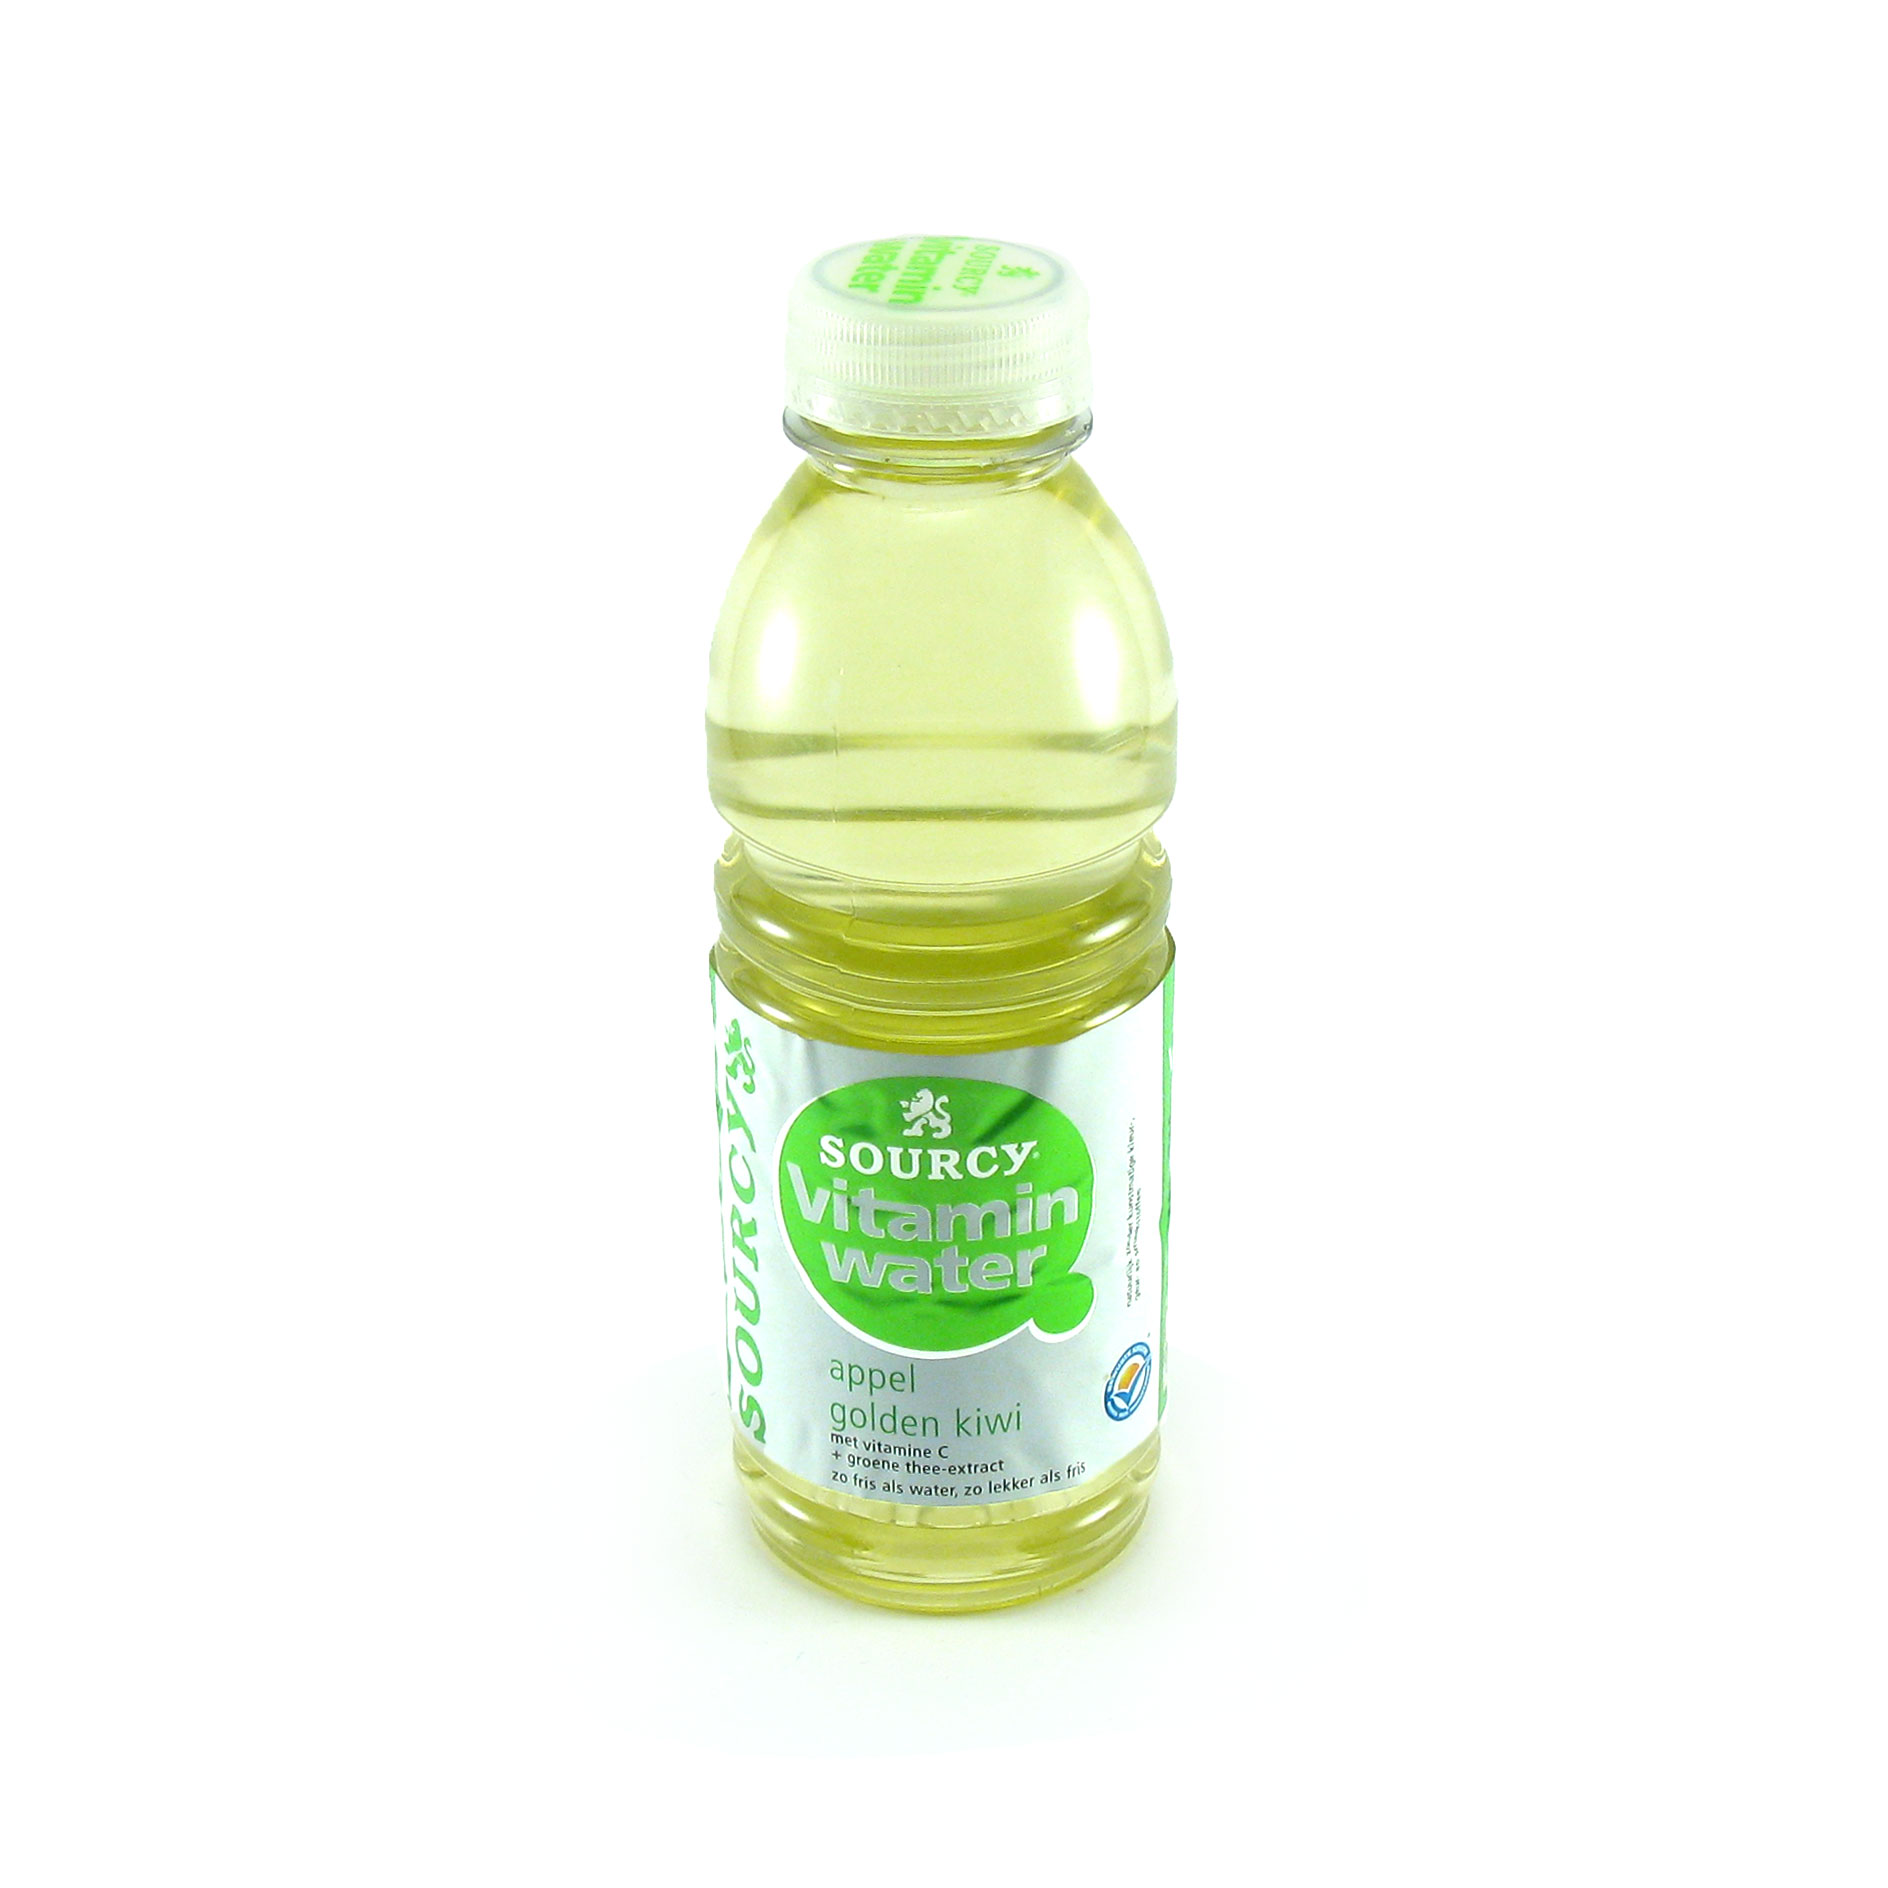 SOURCY
vitamin
water
SOURCY
SOURCY
vitamin
water
appel
golden kiwi
met vitamine C
+ groene thee-extract
zo fris als water, zo lekker als fris